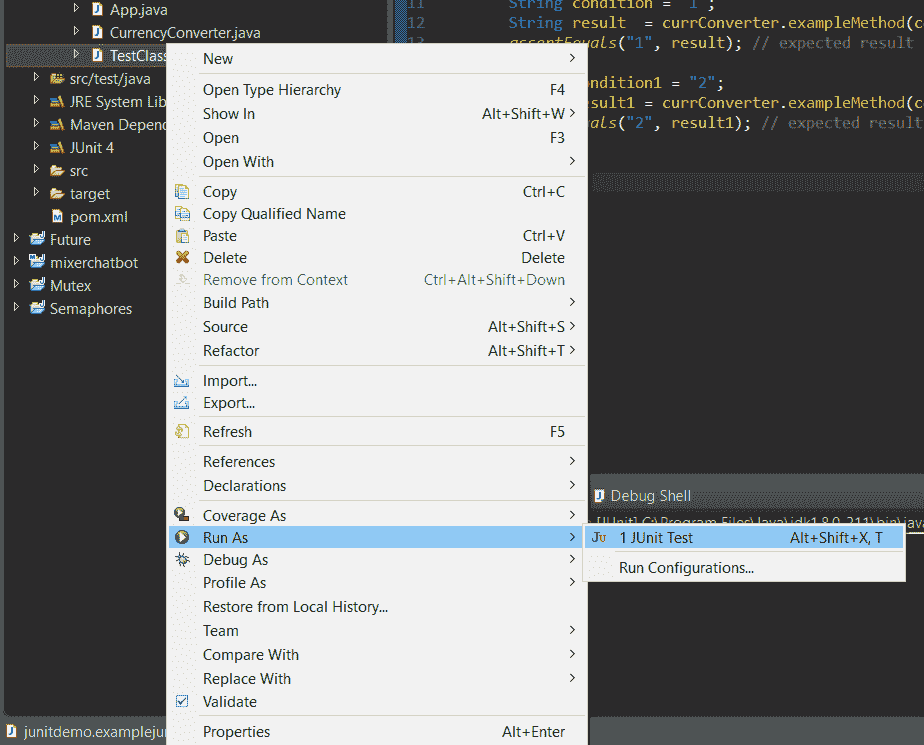 App.java
CurrencyConverter.java
TestClass
src/test/java
JRE System Lib
Maven Depend
JUnit 4
src
target
pom.xml
Future
mixerchatbot
Mutex
Semaphores
junitdemo.exampleju
11 String condition = "1";
12 String result = currConverter.exampleMethod(c
13 assertEquals("1", result); // expected result
ndition1 = "2";
sult1 = currConverter.exampleMethod(c
als("2", result1); // expected result
New
Open Type Hierarchy F4
Show In Alt+Shift+W
Open F3
Open With
Copy Ctrl+C
Copy Qualified Name
Paste Ctrl+V
Delete Delete
Remove from Context Ctrl+Alt+Shift+Down
Build Path
Source Alt+Shift+S
Refactor Alt+Shift+T
Import...
Export...
Refresh F5
References
Declarations
Coverage As
Run As
Debug As
Profile As
Restore from Local History...
Team
Compare With
Replace With
Validate
Properties Alt+Enter
Debug Shell
[JUnit] C:\Program Files\Java\jdk1.8.0_211\bin\java
Ju 1 JUnit Test Alt+Shift+X, T
Run Configurations...